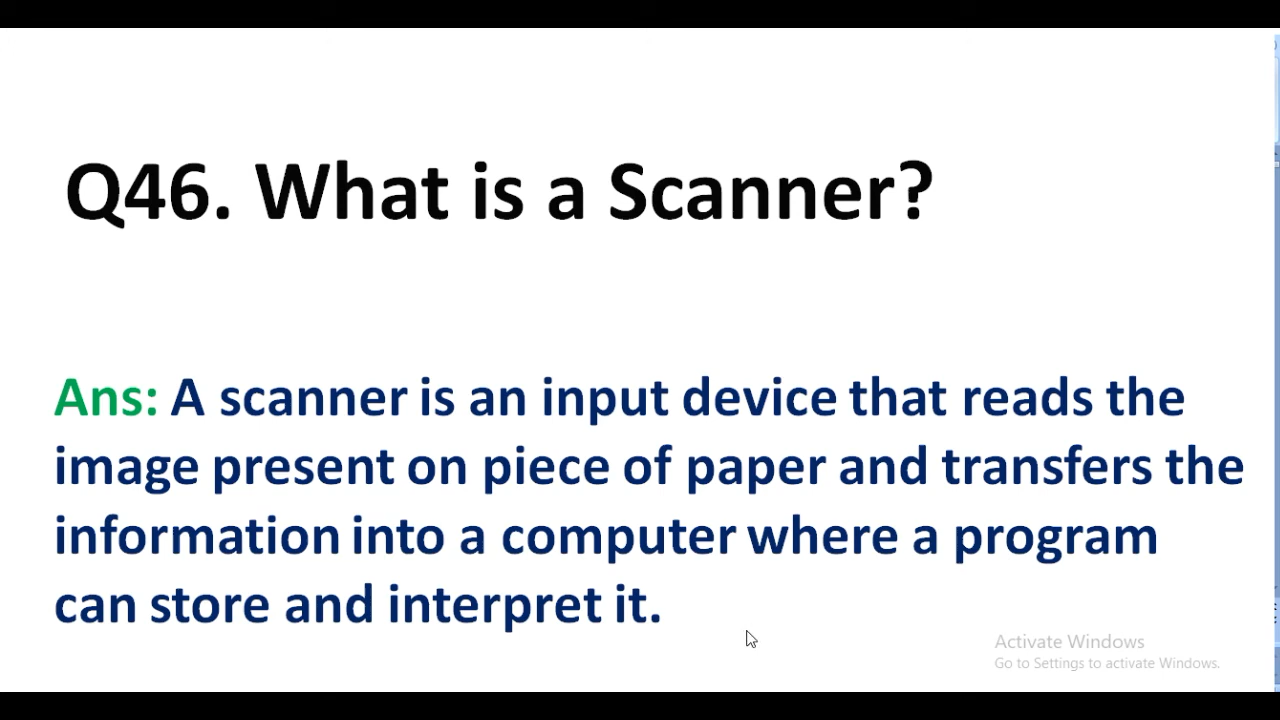 Q46. What is a Scanner?
Ans: A scanner is an input device that reads the
image present on piece of paper and transfers the
information into a computer where a program
can store and interpret it.
Activate Windows
Go to Settings to activate Windows.